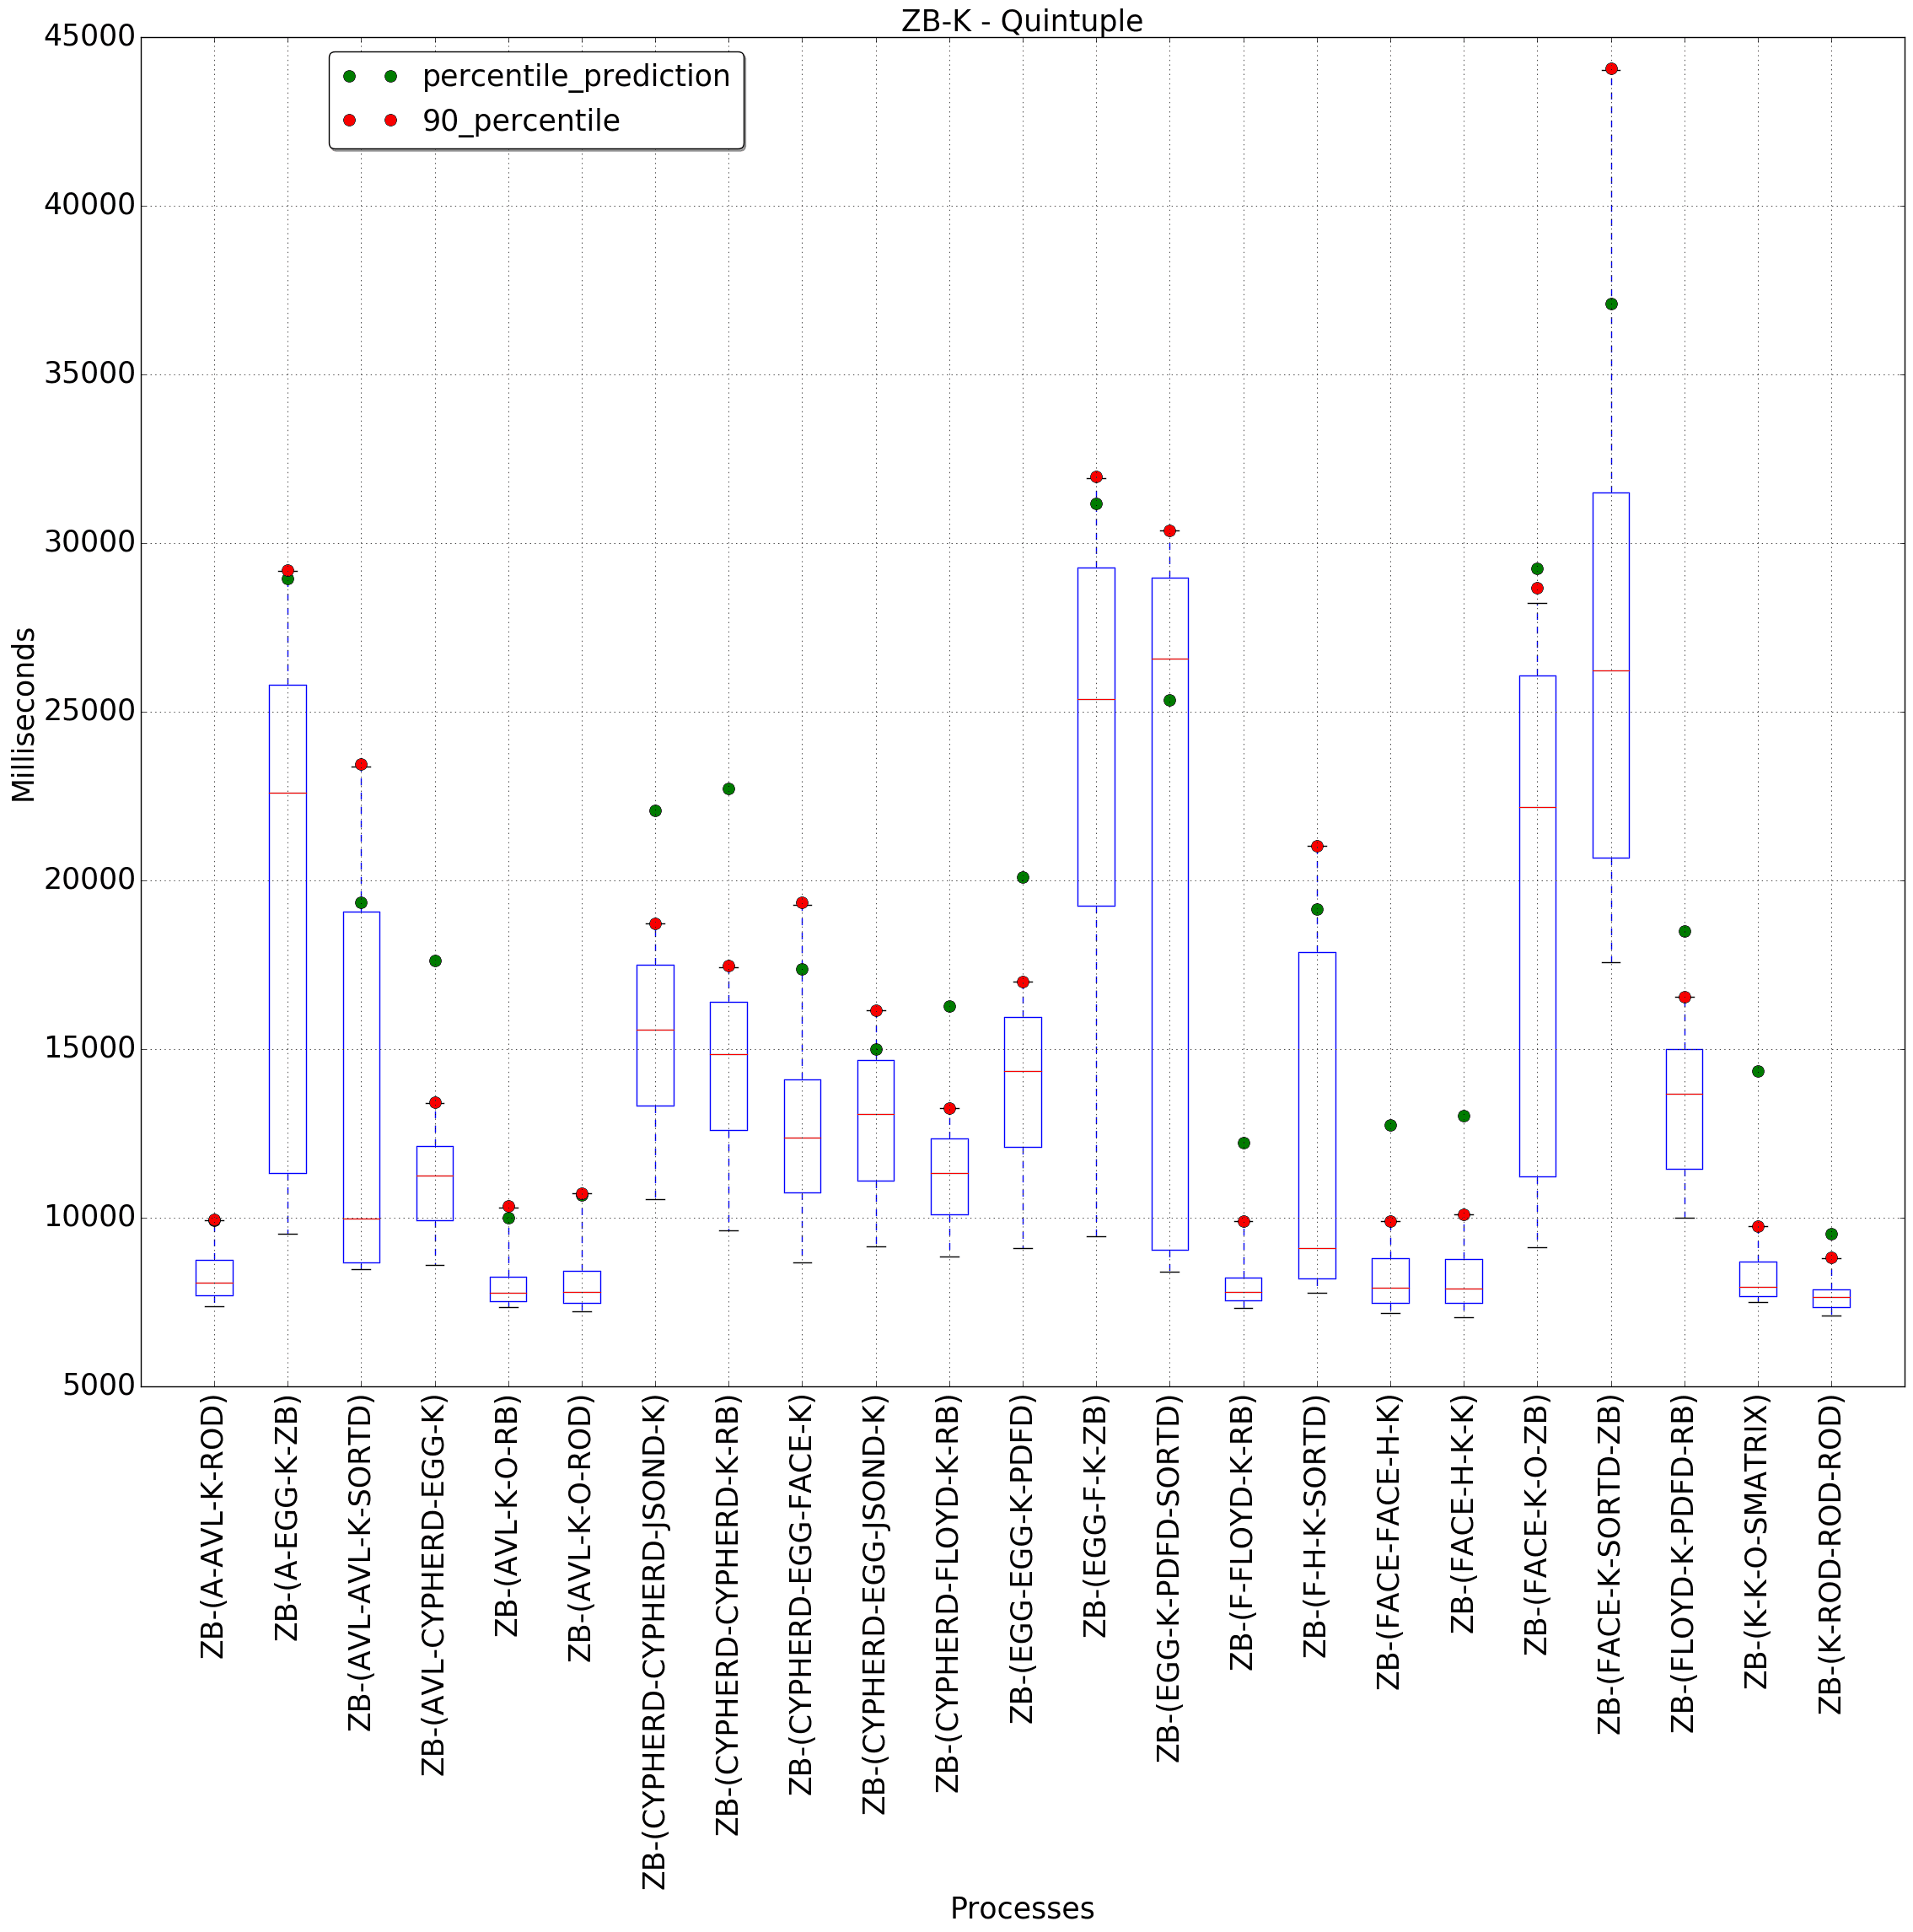 ZB-K - Quintuple
percentile_prediction
90_percentile
45000
40000
35000
30000
25000
20000
15000
10000
5000
Milliseconds
ZB-(A-AVL-K-ROD)
ZB-(A-EGG-K-ZB)
ZB-(AVL-AVL-K-SORTD)
ZB-(AVL-CYPHERD-EGG-K)
ZB-(AVL-K-O-RB)
ZB-(AVL-K-O-ROD)
ZB-(CYPHERD-CYPHERD-JSOND-K)
ZB-(CYPHERD-CYPHERD-K-RB)
ZB-(CYPHERD-EGG-FACE-K)
ZB-(CYPHERD-EGG-JSOND-K)
ZB-(CYPHERD-FLOYD-K-RB)
ZB-(EGG-EGG-K-PDFD)
ZB-(EGG-F-K-ZB)
ZB-(EGG-K-PDFD-SORTD)
ZB-(F-FLOYD-K-RB)
ZB-(F-H-K-SORTD)
ZB-(FACE-FACE-H-K)
ZB-(FACE-H-K-K)
ZB-(FACE-K-O-ZB)
ZB-(FACE-K-SORTD-ZB)
ZB-(FLOYD-K-PDFD-RB)
ZB-(K-K-O-SMATRIX)
ZB-(K-ROD-ROD-ROD)
Processes